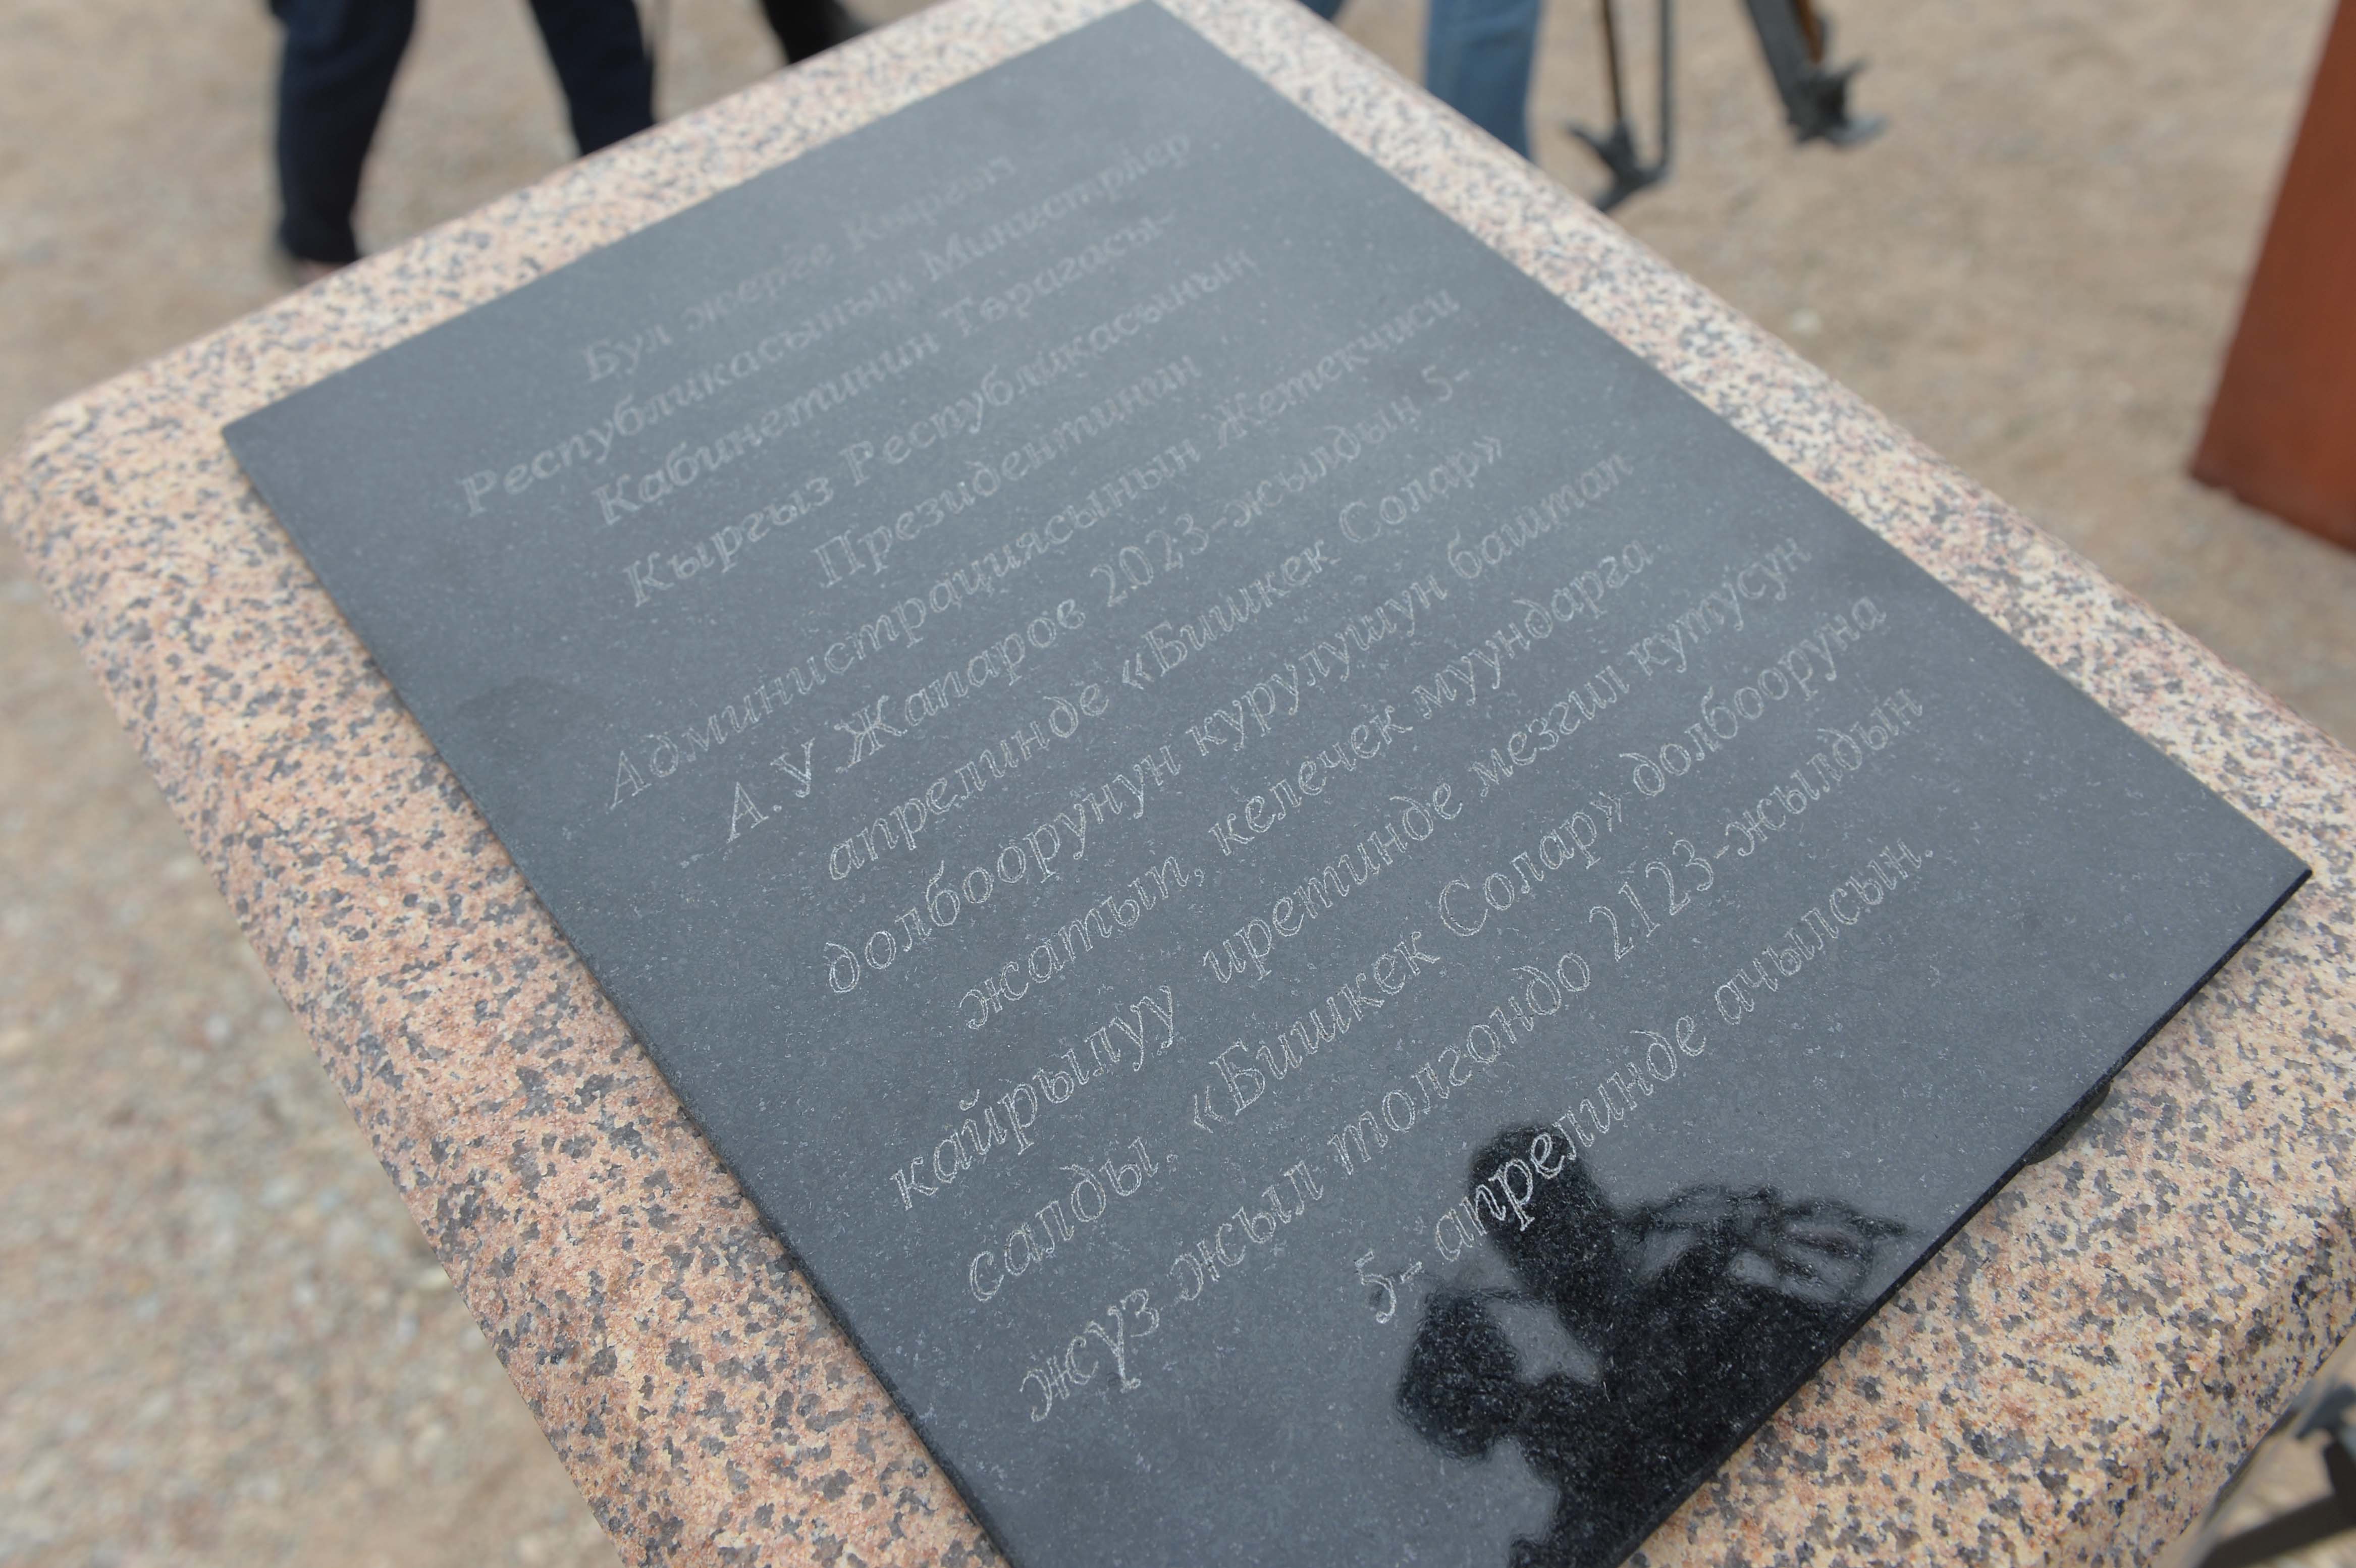 Бул жерге Кыргыз
Республикасынын Министрлер
Кабинетинин Төрагасы-
Кыргыз Республикасынын
Президентинин
Администрациясынын Жетекчиси
А.У Жапаров 2023-жылдын 5-
апрелинде «Бишкек Солар»
долбоорунун курулушун баштап
жатып, келечек муундарга
кайрылуу иретинде мезгил кутусун
салды. «Бишкек Солар» долбооруна
жүз жыл толгондо 2123-жылдын
5- апрелинде ачылсын.